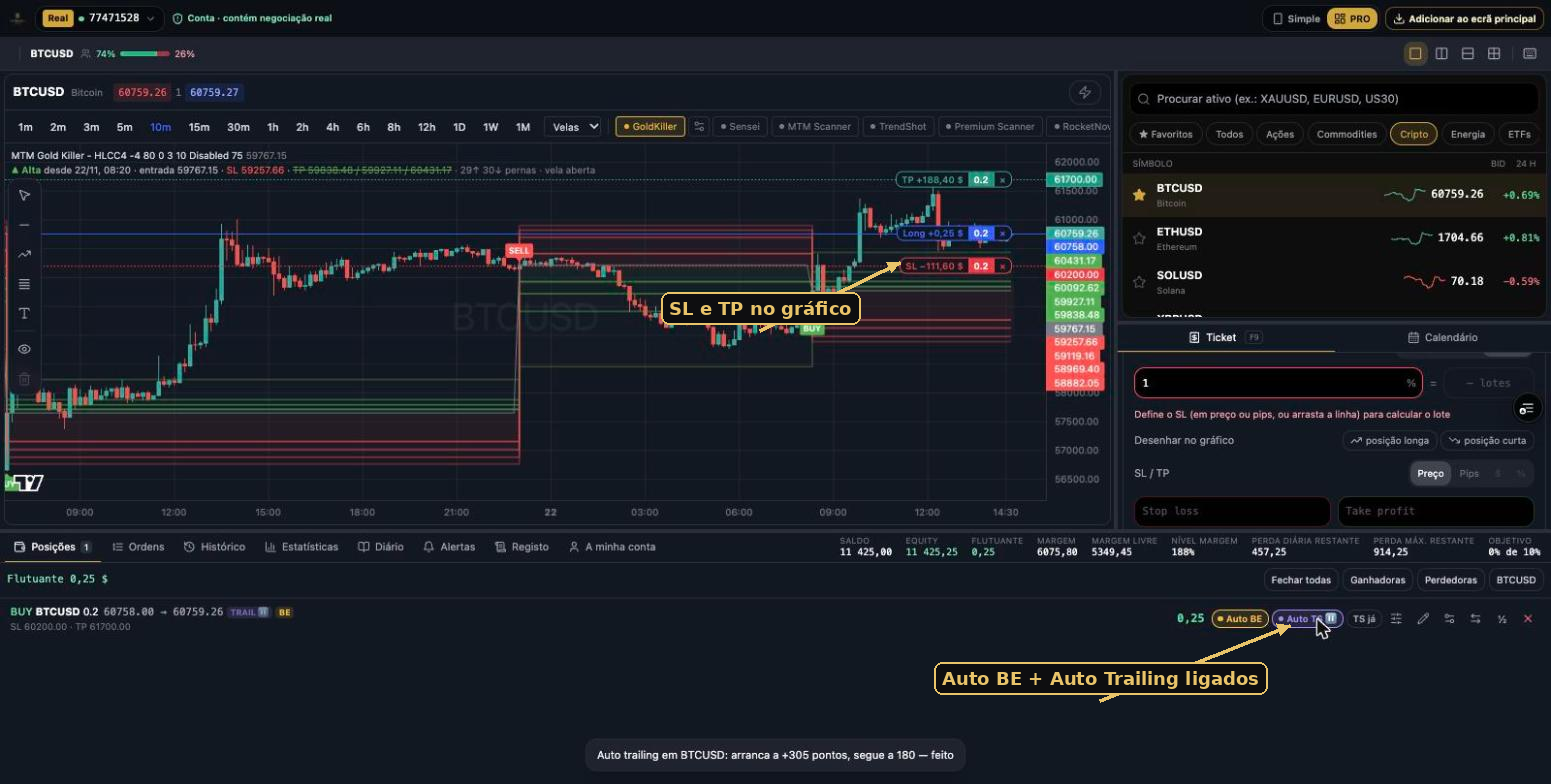 Real 77471528 Conta · contém negociação real Simple PRO Adicionar ao ecrã principal
BTCUSD 74% 26%
BTCUSD Bitcoin 60759.26 1 60759.27
1m 2m 3m 5m 10m 15m 30m 1h 2h 4h 6h 8h 12h 1D 1W 1M Velas GoldKiller Sensei MTM Scanner TrendShot Premium Scanner RocketNov
MTM Gold Killer - HLCC4 -4 80 0 3 10 Disabled 75 59767.15
▲ Alta desde 22/11, 08:20 · entrada 59767.15 · SL 59257.66 · TP 59838.48 / 59927.11 / 60431.17 · 29↑ 30↓ pernas · vela aberta
BTCUSD
TP +188,40 $ 0.2 ×
Long +0,25 $ 0.2 ×
SL −111,60 $ 0.2 ×
SELL
BUY
SL e TP no gráfico
62000.00
61700.00
61500.00
61000.00
60759.26
60758.00
60431.17
60200.00
60092.62
59927.11
59838.48
59767.15
59257.66
59119.16
58969.40
58882.05
58000.00
57500.00
57000.00
56500.00
09:00 12:00 15:00 18:00 21:00 22 03:00 06:00 09:00 12:00 14:30
Procurar ativo (ex.: XAUUSD, EURUSD, US30)
★ Favoritos Todos Ações Commodities Cripto Energia ETFs
SÍMBOLO BID 24 H
BTCUSD 60759.26 +0.69%
Bitcoin
ETHUSD 1704.66 +0.81%
Ethereum
SOLUSD 70.18 −0.59%
Solana
Ticket F9 Calendário
1 % = — lotes
Define o SL (em preço ou pips, ou arrasta a linha) para calcular o lote
Desenhar no gráfico posição longa posição curta
SL / TP Preço Pips $ %
Stop loss Take profit
Posições 1 Ordens Histórico Estatísticas Diário Alertas Registo A minha conta
SALDO EQUITY FLUTUANTE MARGEM MARGEM LIVRE NÍVEL MARGEM PERDA DIÁRIA RESTANTE PERDA MÁX. RESTANTE OBJETIVO
11 425,00 11 425,25 0,25 6075,80 5349,45 188% 457,25 914,25 0% de 10%
Flutuante 0,25 $ Fechar todas Ganhadoras Perdedoras BTCUSD
BUY BTCUSD 0.2 60758.00 → 60759.26 TRAIL BE 0,25 Auto BE Auto TS TS já ½ ×
SL 60200.00 · TP 61700.00
Auto BE + Auto Trailing ligados
Auto trailing em BTCUSD: arranca a +305 pontos, segue a 180 — feito